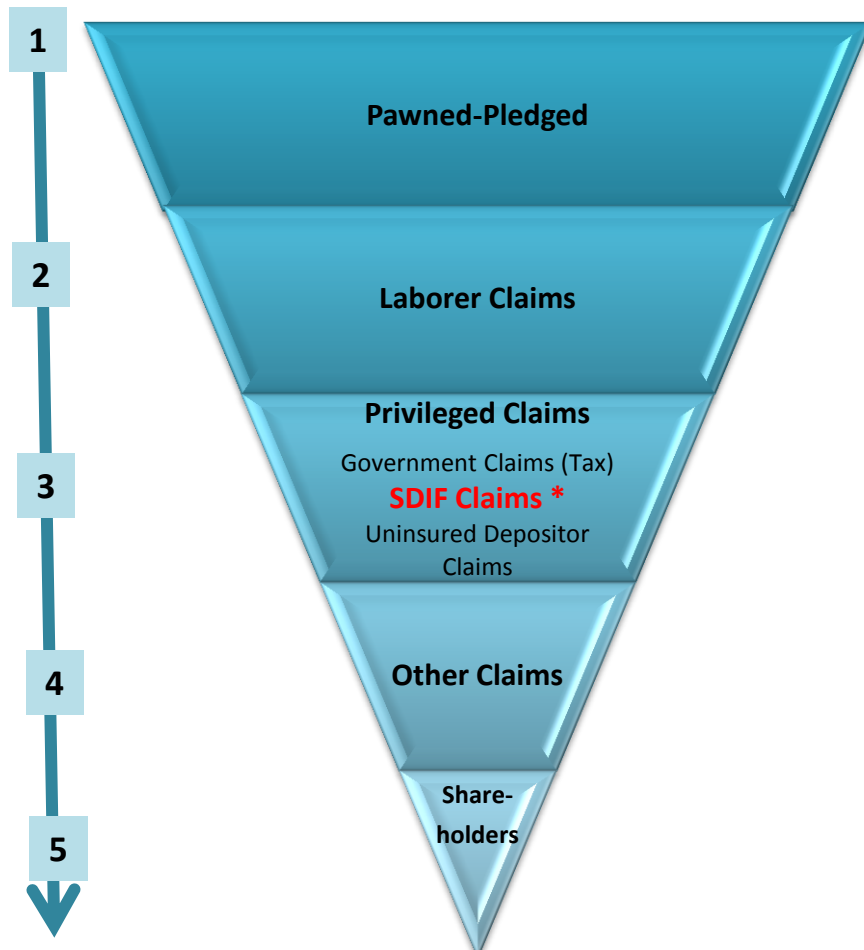 1
Pawned-Pledged
2
Laborer Claims
3
Privileged Claims
Government Claims (Tax)
SDIF Claims *
Uninsured Depositor
Claims
4
Other Claims
5
Share-
holders